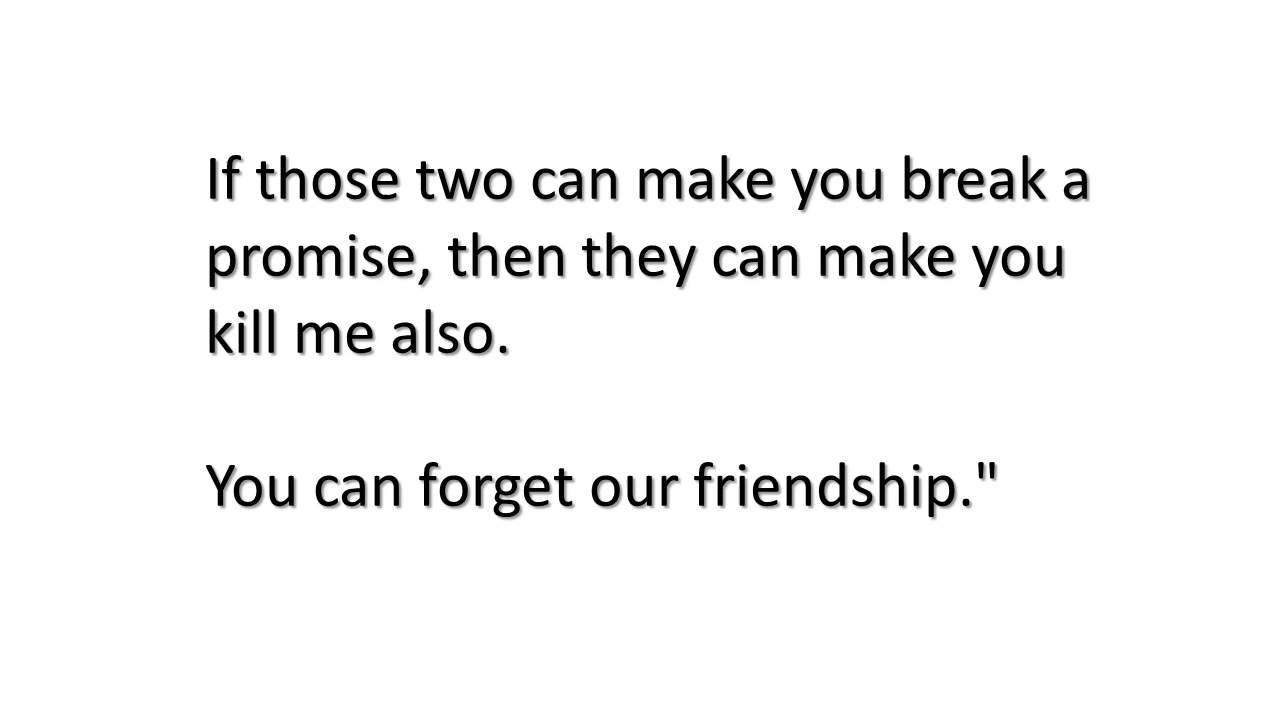 If those two can make you break a
promise, then they can make you
kill me also.
You can forget our friendship."